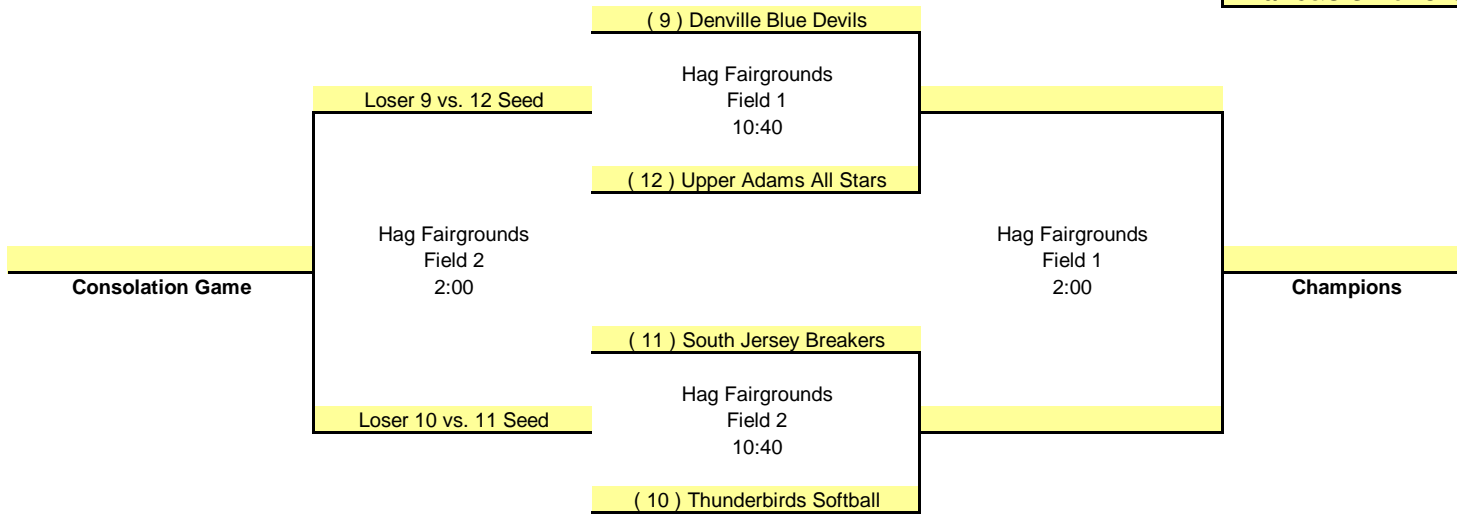 ( 9 ) Denville Blue Devils
Hag Fairgrounds
Field 1
10:40
Loser 9 vs. 12 Seed
( 12 ) Upper Adams All Stars
Hag Fairgrounds
Field 2
2:00
Consolation Game
Hag Fairgrounds
Field 1
2:00
Champions
( 11 ) South Jersey Breakers
Hag Fairgrounds
Field 2
10:40
Loser 10 vs. 11 Seed
( 10 ) Thunderbirds Softball